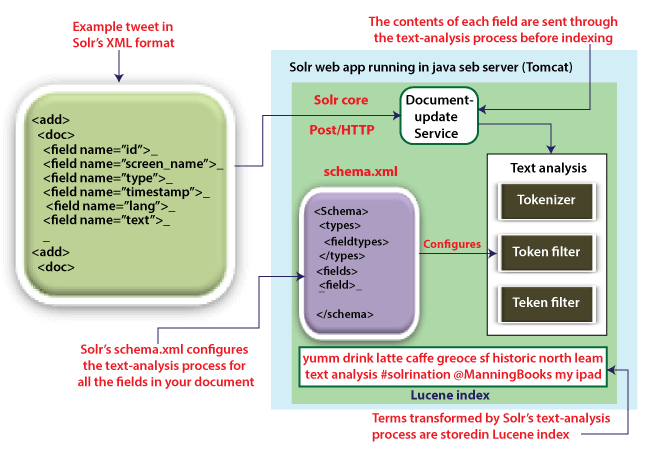 Example tweet in
Solr's XML format
The contents of each field are sent through
the text-analysis process before indexing
Solr web app running in java seb server (Tomcat)
<add>
<doc>
<field name="id">_
<field name="screen_name">_
<field name="type">_
<field name="timestamp">_
<field name="lang">_
<field name="text">_
_
<add>
<doc>
Solr core
Post/HTTP
Document-
update
Service
schema.xml
<Schema>
<types>
<fieldtypes>
</types>
<fields>
<field>_
</schema>
Configures
Text analysis
Tokenizer
Token filter
Teken filter
Solr's schema.xml configures
the text-analysis process for
all the fields in your document
yumm drink latte caffe greoce sf historic north leam
text analysis #solrination @ManningBooks my ipad
Lucene index
Terms transformed by Solr's text-analysis
process are storedin Lucene index